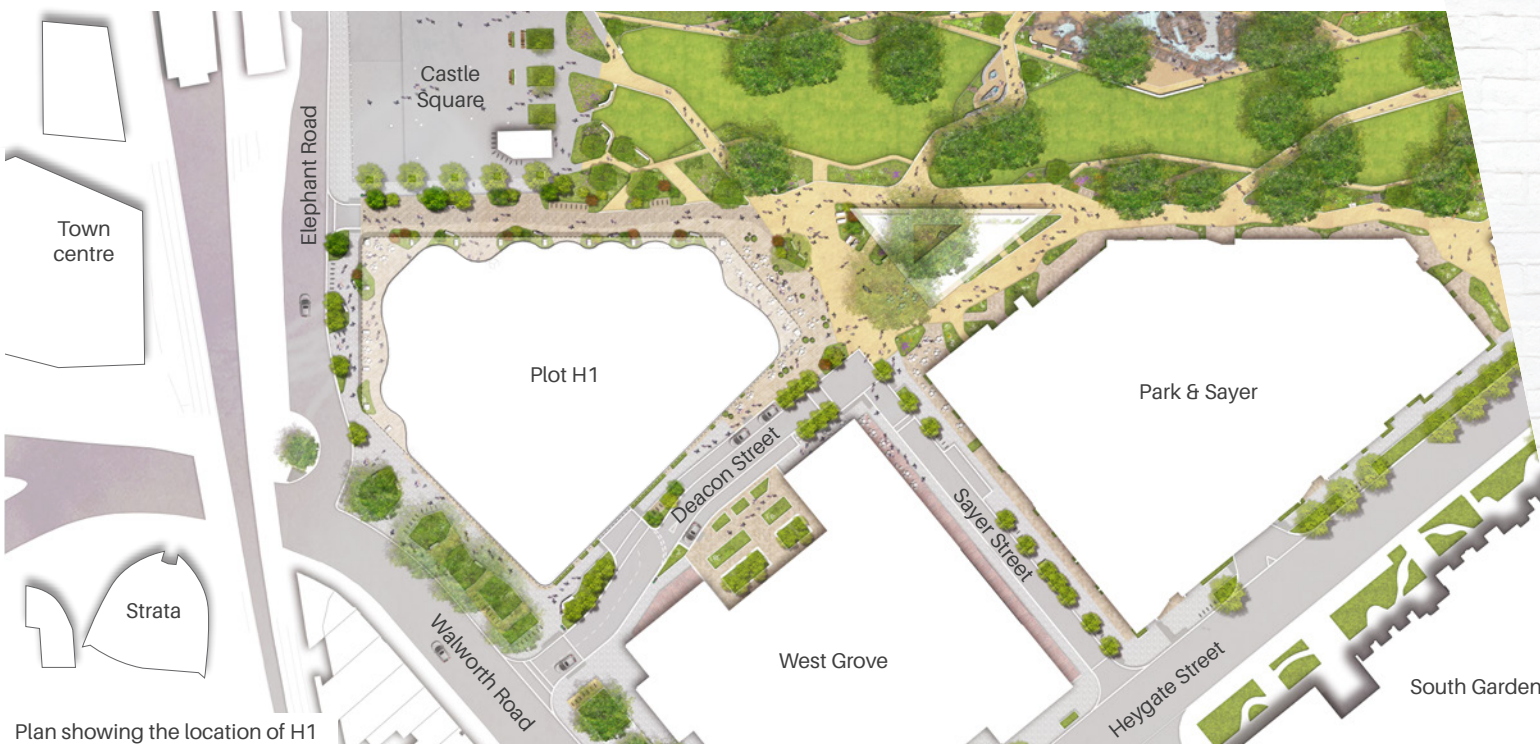 Castle
Square
Elephant Road
Town
centre
Plot H1
Park & Sayer
Deacon Street
Sayer Street
Strata
Walworth Road
West Grove
Heygate Street
South Garden
Plan showing the location of H1